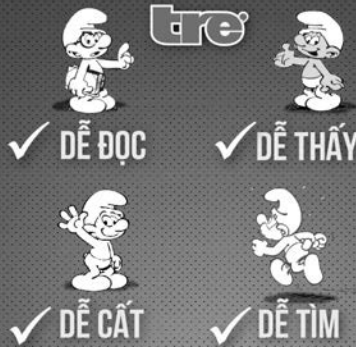 tre
DỄ ĐỌC
DỄ THẤY
DỄ CẤT
DỄ TÌM